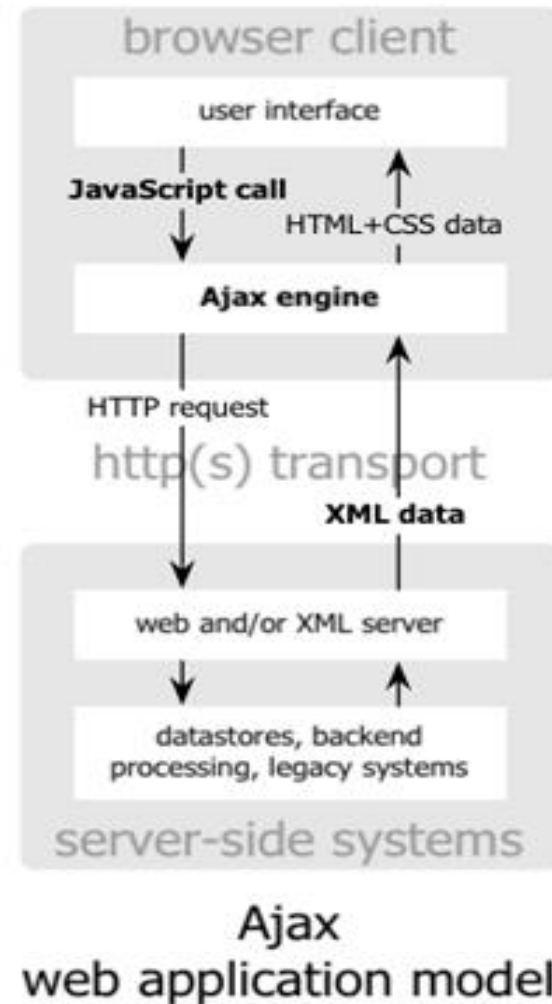 browser client
user interface
JavaScript call
HTML+CSS data
Ajax engine
HTTP request
http(s) transport
XML data
web and/or XML server
datastores, backend
processing, legacy systems
server-side systems
Ajax
web application model